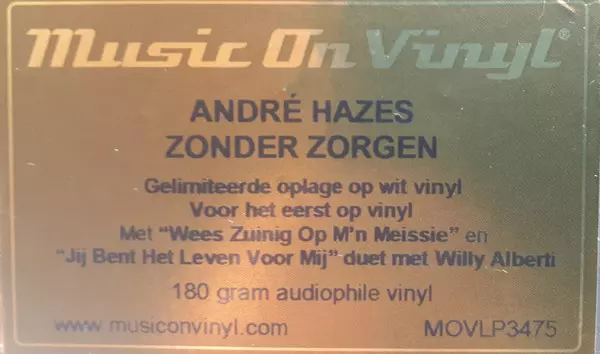 Music On Vinyl®
ANDRÉ HAZES
ZONDER ZORGEN
Gelimiteerde oplage op wit vinyl
Voor het eerst op vinyl
Met “Wees Zuinig Op M’n Meissie” en
“Jij Bent Het Leven Voor Mij” duet met Willy Alberti
180 gram audiophile vinyl
www.musiconvinyl.com MOVLP3475